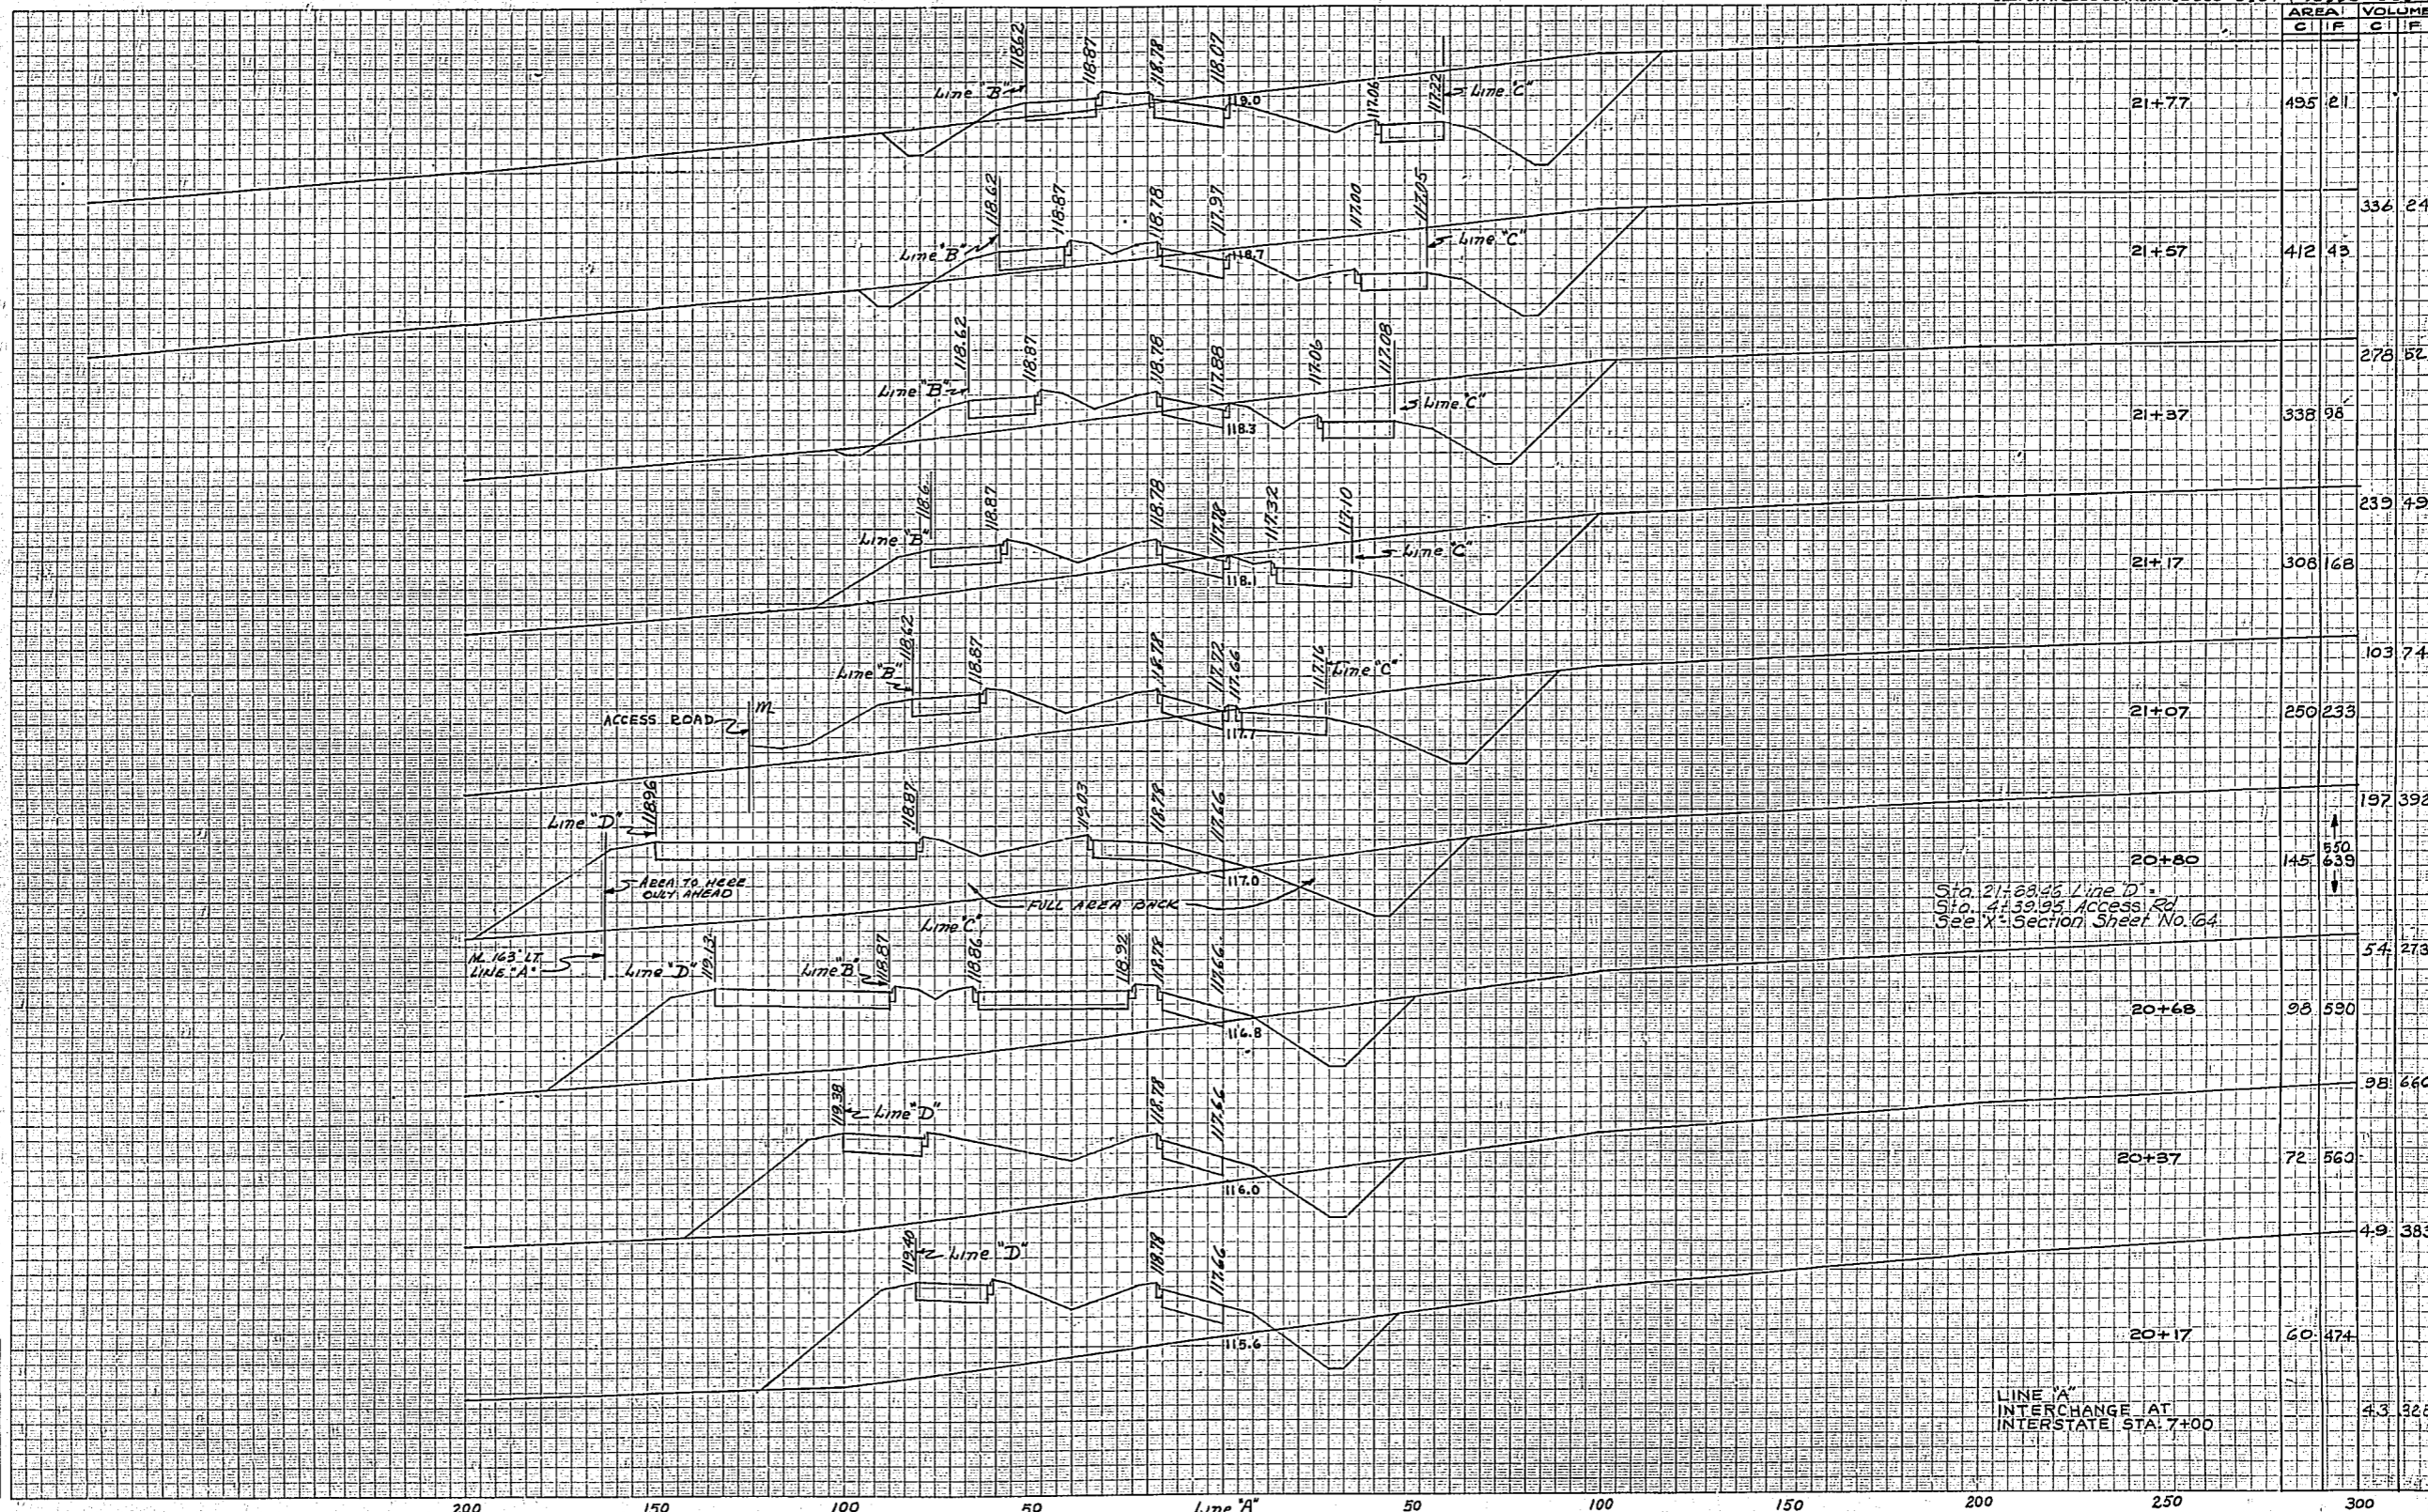 AREA VOLUME
C F C F
118.62 118.87 118.78 118.07 117.06 117.22
Line "B" 119.0 Line "C" 21+77 495 21
118.62 118.87 118.78 117.97 117.00 117.05
336 24
Line "B" 118.7 Line "C" 21+57 412 43
118.62 118.87 118.78 117.88 117.06 117.08
278 52
Line "B" Line "C"
118.3 21+37 338 98
118.6 118.87 118.78 117.78 117.32 117.10
239 49
Line "B" Line "C"
118.1 21+17 308 168
118.62 118.87 118.78 117.72 117.66 117.16
103 74
Line "B" Line "C"
ACCESS ROAD M 117.7 21+07 250 233
118.96 118.87 119.03 118.78 117.66
197 392
Line "D"
550
117.0 20+80 145 639
AREA TO HERE
ONLY AHEAD
FULL AREA BACK
Sta. 21+68.46 Line "D" =
Sta. 4+39.95 Access Rd
See "X"-Section Sheet No. 64
Line "C"
119.13 118.87 118.86 118.92 118.78 117.66
54 273
M 163' LT
LINE "A"
Line "D" Line "B"
116.8 20+68 98 590
119.38 118.78 117.66
98 660
Line "D"
116.0 20+37 72 560
119.40 118.78 117.66
49 383
Line "D"
115.6 20+17 60 474
LINE "A"
INTERCHANGE AT
INTERSTATE STA. 7+00
43 328
200 150 100 50 Line "A" 50 100 150 200 250 300